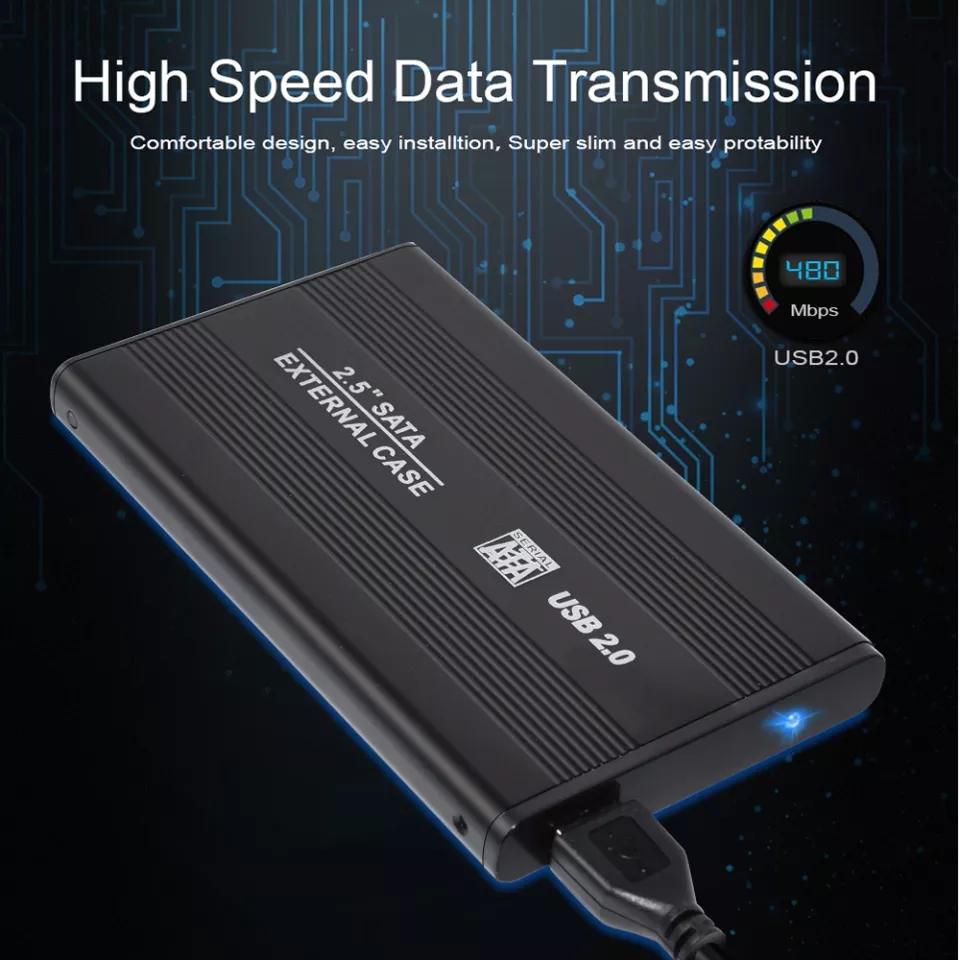 High Speed Data Transmission
Comfortable design, easy installtion, Super slim and easy protability
480
Mbps
USB2.0
2.5" SATA
EXTERNAL CASE
SERIAL
ATA
USB 2.0